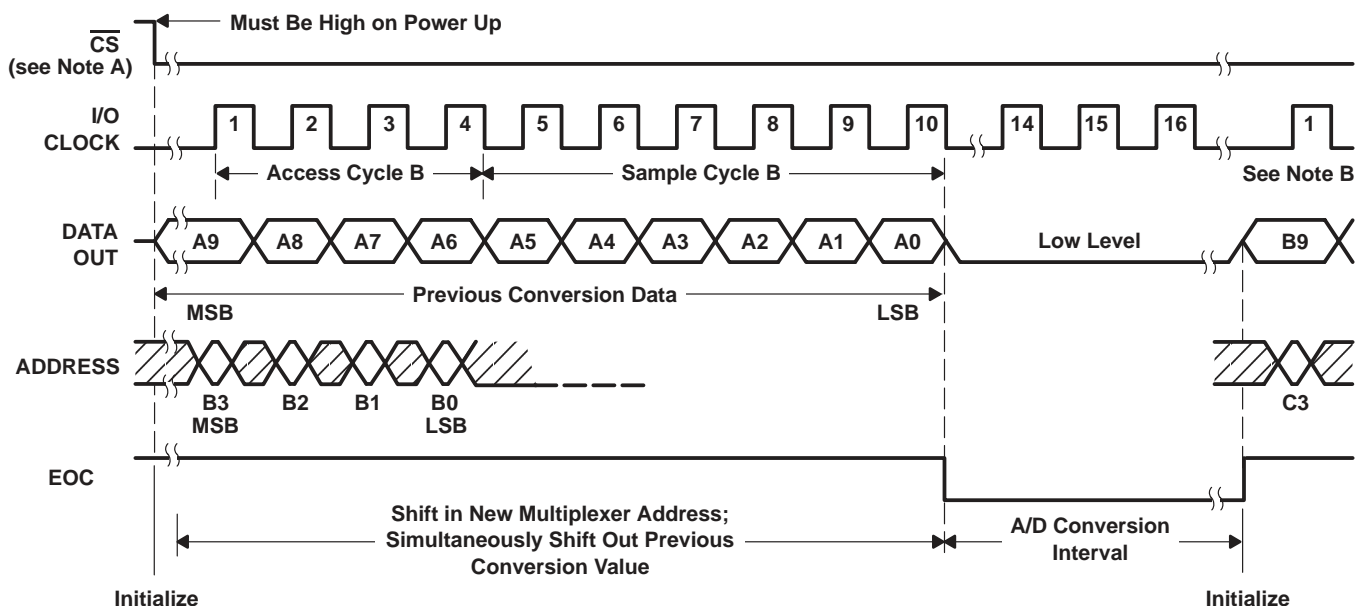 Must Be High on Power Up
CS
(see Note A)
I/O
CLOCK
1 2 3 4 5 6 7 8 9 10 14 15 16 1
Access Cycle B
Sample Cycle B
See Note B
DATA
OUT
A9 A8 A7 A6 A5 A4 A3 A2 A1 A0
Low Level
B9
Previous Conversion Data
MSB
LSB
ADDRESS
B3 B2 B1 B0
MSB
LSB
C3
EOC
Shift in New Multiplexer Address;
Simultaneously Shift Out Previous
Conversion Value
A/D Conversion
Interval
Initialize
Initialize